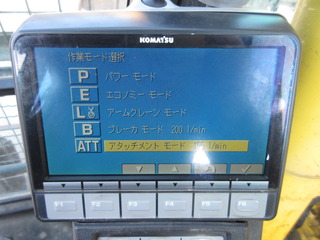 KOMATSU
作業モード選択
P パワー モード
E エコノミー モード
L アームクレーン モード
B ブレーカ モード 200 l/min
ATT アタッチメント モード l/min
F1 F2 F3 F4 F5 F6